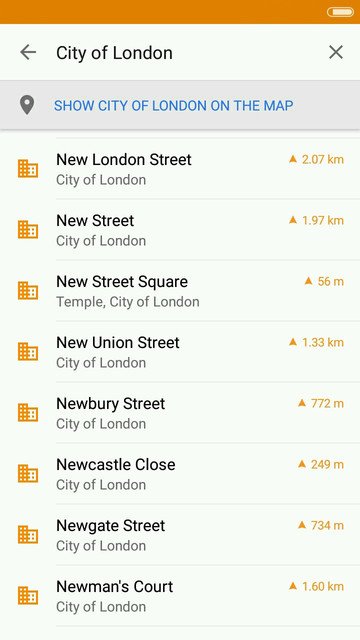 City of London
SHOW CITY OF LONDON ON THE MAP
New London Street 2.07 km
City of London
New Street 1.97 km
City of London
New Street Square 56 m
Temple, City of London
New Union Street 1.33 km
City of London
Newbury Street 772 m
City of London
Newcastle Close 249 m
City of London
Newgate Street 734 m
City of London
Newman's Court 1.60 km
City of London